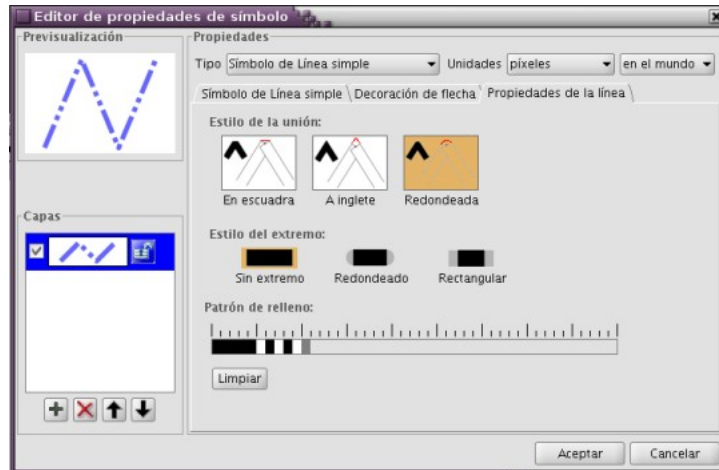 Editor de propiedades de símbolo
Previsualización
Propiedades
Tipo Símbolo de Línea simple Unidades píxeles en el mundo
Símbolo de Línea simple Decoración de flecha Propiedades de la línea
Estilo de la unión:
En escuadra A inglete Redondeada
Capas
Estilo del extremo:
Sin extremo Redondeado Rectangular
Patrón de relleno:
Limpiar
Aceptar Cancelar